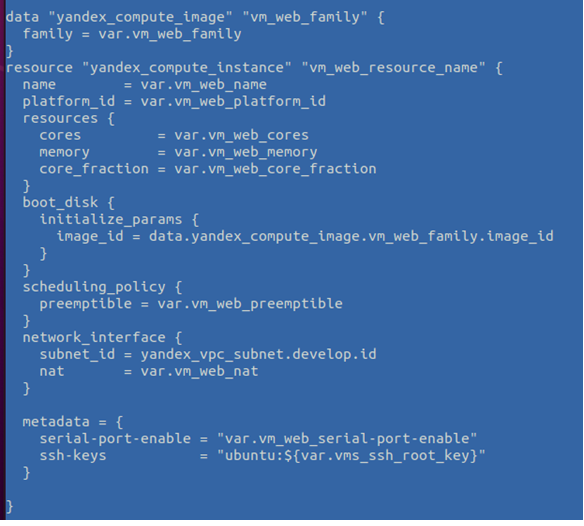 data "yandex_compute_image" "vm_web_family" {
  family = var.vm_web_family
}
resource "yandex_compute_instance" "vm_web_resource_name" {
  name        = var.vm_web_name
  platform_id = var.vm_web_platform_id
  resources {
    cores         = var.vm_web_cores
    memory        = var.vm_web_memory
    core_fraction = var.vm_web_core_fraction
  }
  boot_disk {
    initialize_params {
      image_id = data.yandex_compute_image.vm_web_family.image_id
    }
  }
  scheduling_policy {
    preemptible = var.vm_web_preemptible
  }
  network_interface {
    subnet_id = yandex_vpc_subnet.develop.id
    nat       = var.vm_web_nat
  }

  metadata = {
    serial-port-enable = "var.vm_web_serial-port-enable"
    ssh-keys           = "ubuntu:${var.vms_ssh_root_key}"
  }

}